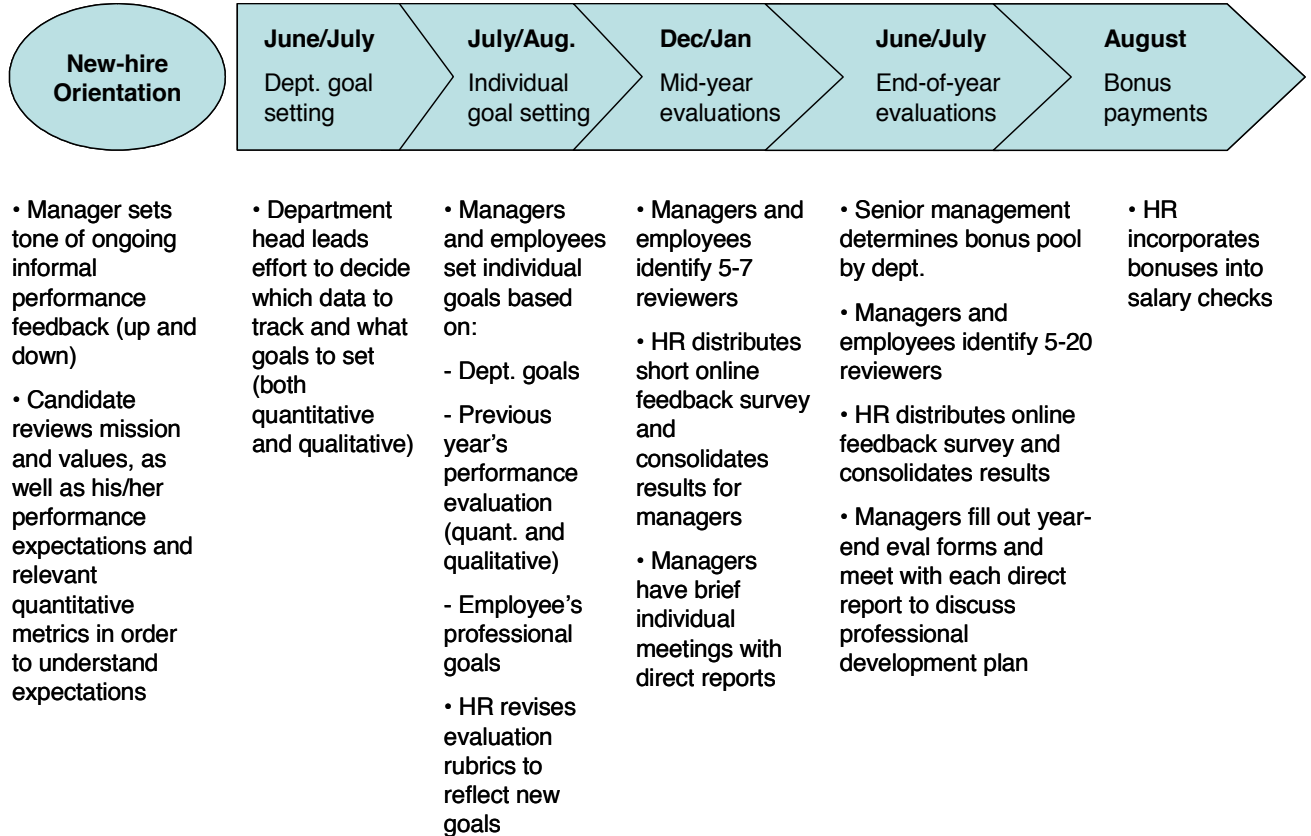 New-hire
Orientation
June/July
Dept. goal
setting
July/Aug.
Individual
goal setting
Dec/Jan
Mid-year
evaluations
June/July
End-of-year
evaluations
August
Bonus
payments
• Manager sets
tone of ongoing
informal
performance
feedback (up and
down)
• Candidate
reviews mission
and values, as
well as his/her
performance
expectations and
relevant
quantitative
metrics in order
to understand
expectations
• Department
head leads
effort to decide
which data to
track and what
goals to set
(both
quantitative
and qualitative)
• Managers
and employees
set individual
goals based
on:
- Dept. goals
- Previous
year's
performance
evaluation
(quant. and
qualitative)
- Employee's
professional
goals
• HR revises
evaluation
rubrics to
reflect new
goals
• Managers and
employees
identify 5-7
reviewers
• HR distributes
short online
feedback survey
and
consolidates
results for
managers
• Managers
have brief
individual
meetings with
direct reports
• Senior management
determines bonus pool
by dept.
• Managers and
employees identify 5-20
reviewers
• HR distributes online
feedback survey and
consolidates results
• Managers fill out year-
end eval forms and
meet with each direct
report to discuss
professional
development plan
• HR
incorporates
bonuses into
salary checks